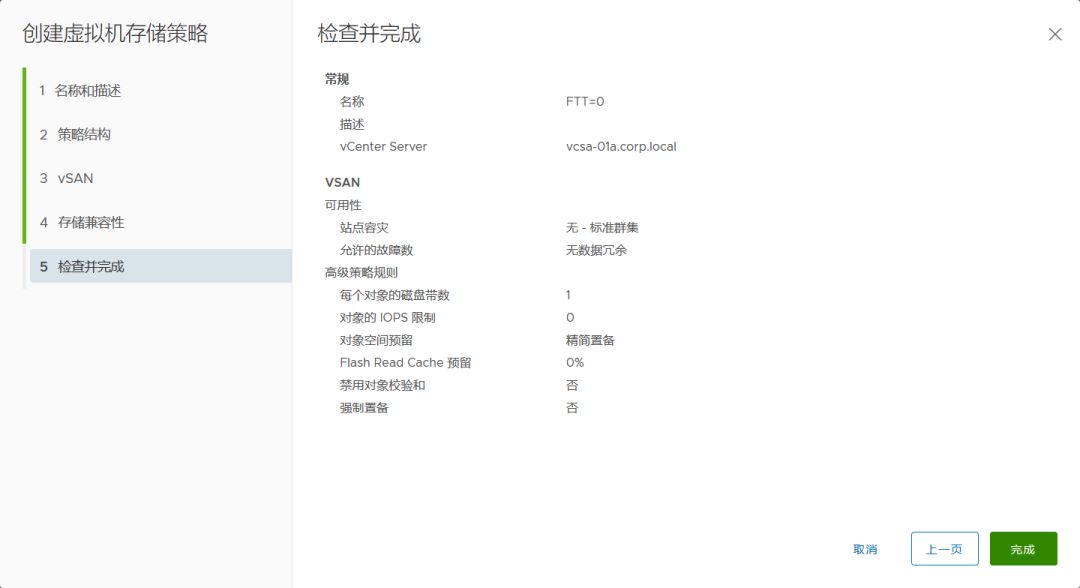 创建虚拟机存储策略
1 名称和描述
2 策略结构
3 vSAN
4 存储兼容性
5 检查并完成
检查并完成
常规
名称 FTT=0
描述
vCenter Server vcsa-01a.corp.local
VSAN
可用性
站点容灾 无 - 标准群集
允许的故障数 无数据冗余
高级策略规则
每个对象的磁盘带数 1
对象的 IOPS 限制 0
对象空间预留 精简置备
Flash Read Cache 预留 0%
禁用对象校验和 否
强制置备 否
取消 上一页 完成